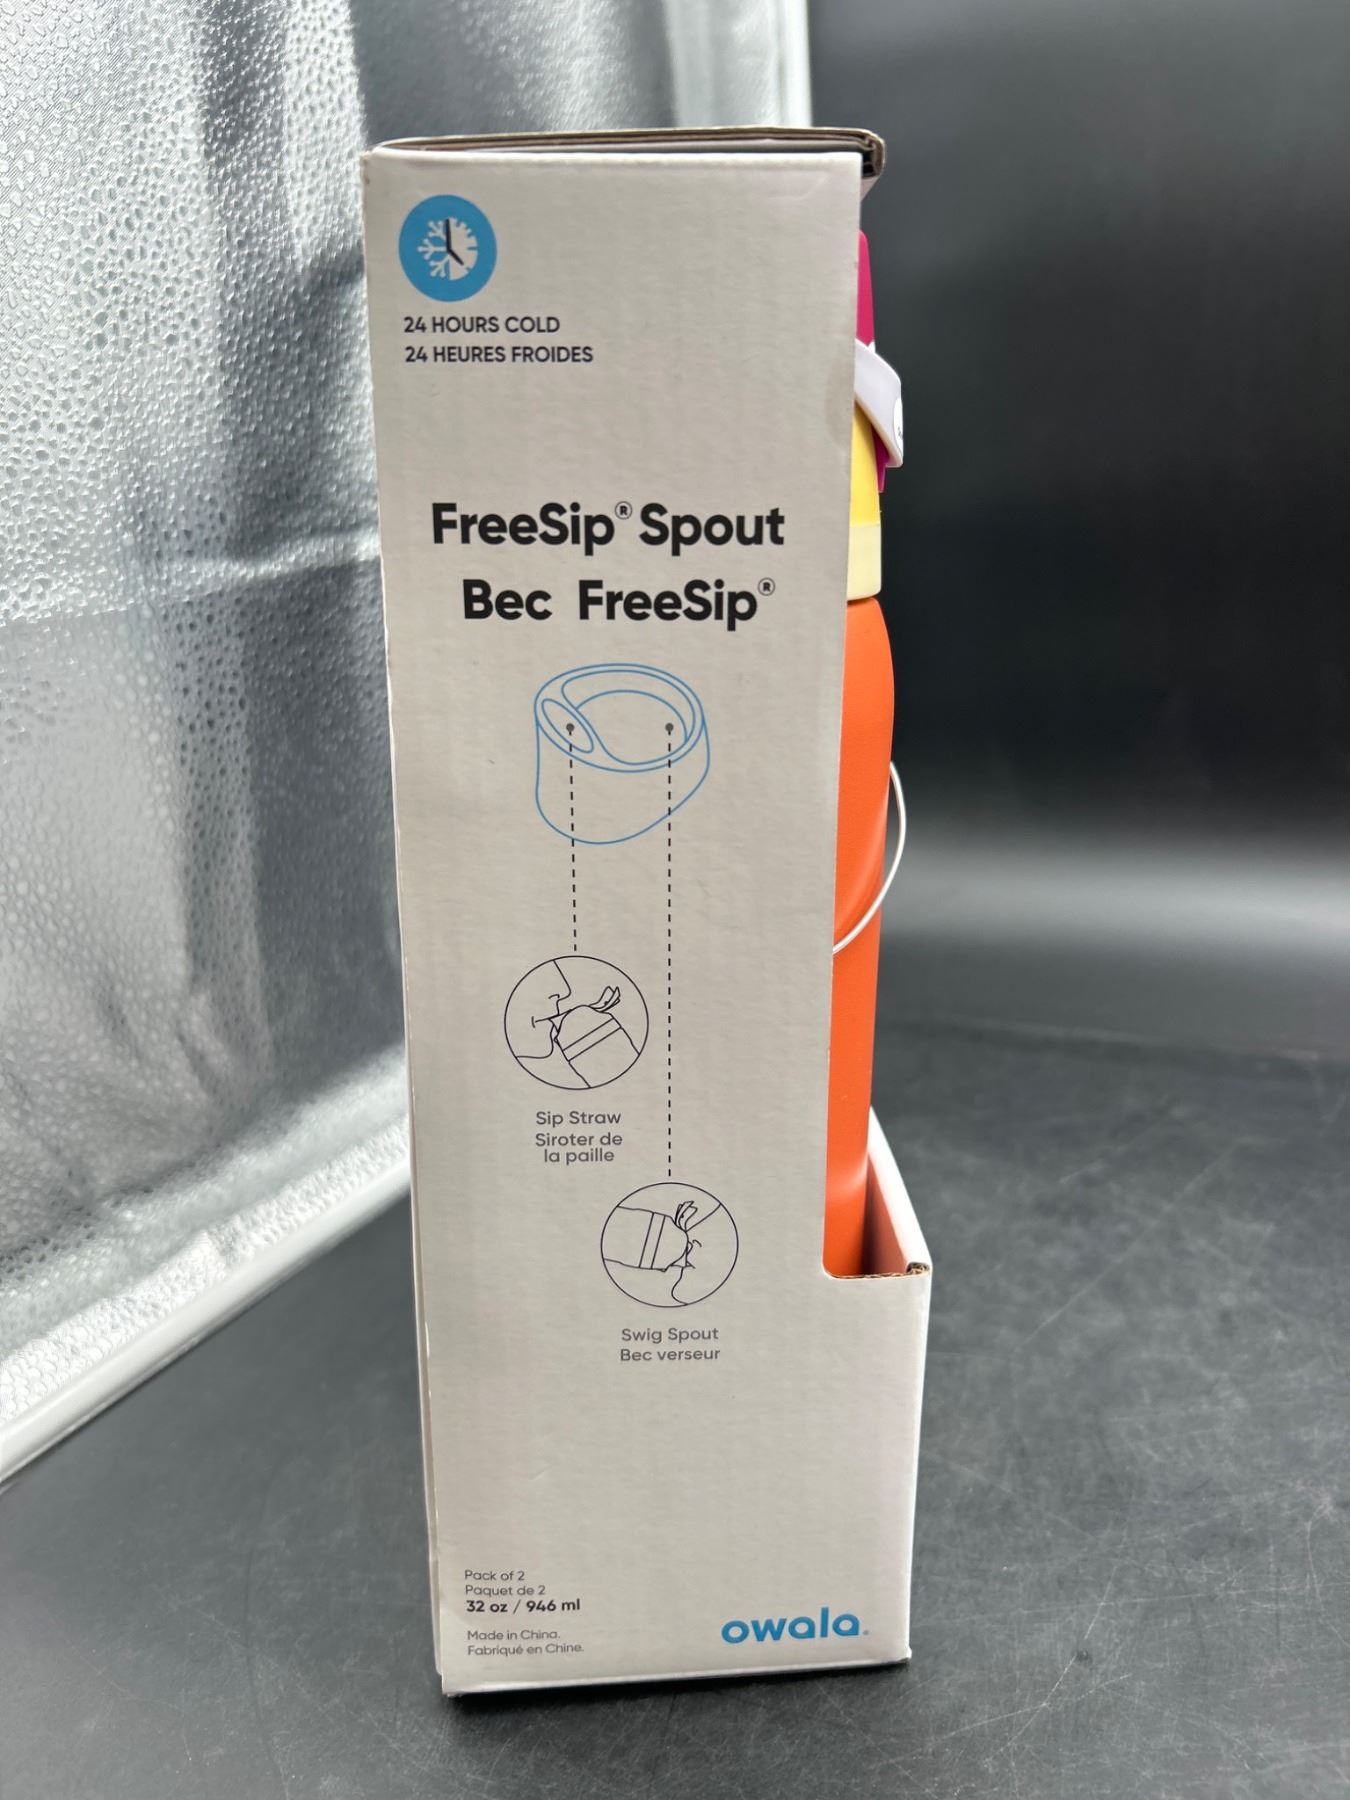 24 HOURS COLD
24 HEURES FROIDES
FreeSip® Spout
Bec FreeSip®
Sip Straw
Siroter de
la paille
Swig Spout
Bec verseur
Pack of 2
Paquet de 2
32 oz / 946 ml
Made in China.
Fabriqué en Chine.
owala.